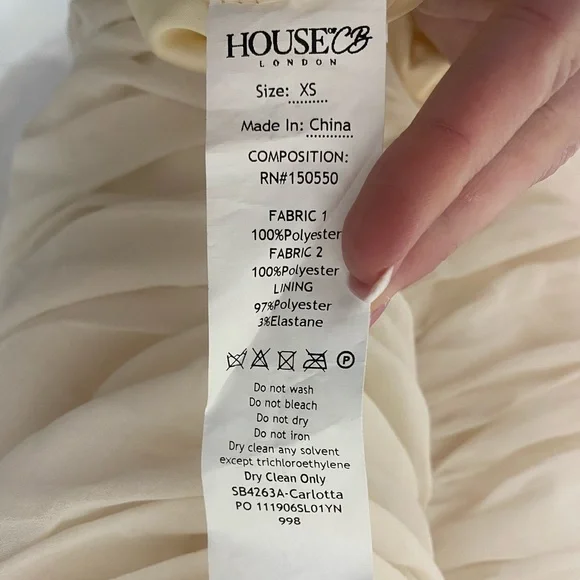 HOUSE OF CB
LONDON
Size: XS
Made In: China
COMPOSITION:
RN#150550
FABRIC 1
100%Polyester
FABRIC 2
100%Polyester
LINING
97%Polyester
3%Elastane
P
Do not wash
Do not bleach
Do not dry
Do not iron
Dry clean any solvent
except trichloroethylene
Dry Clean Only
SB4263A-Carlotta
PO 111906SL01YN
998